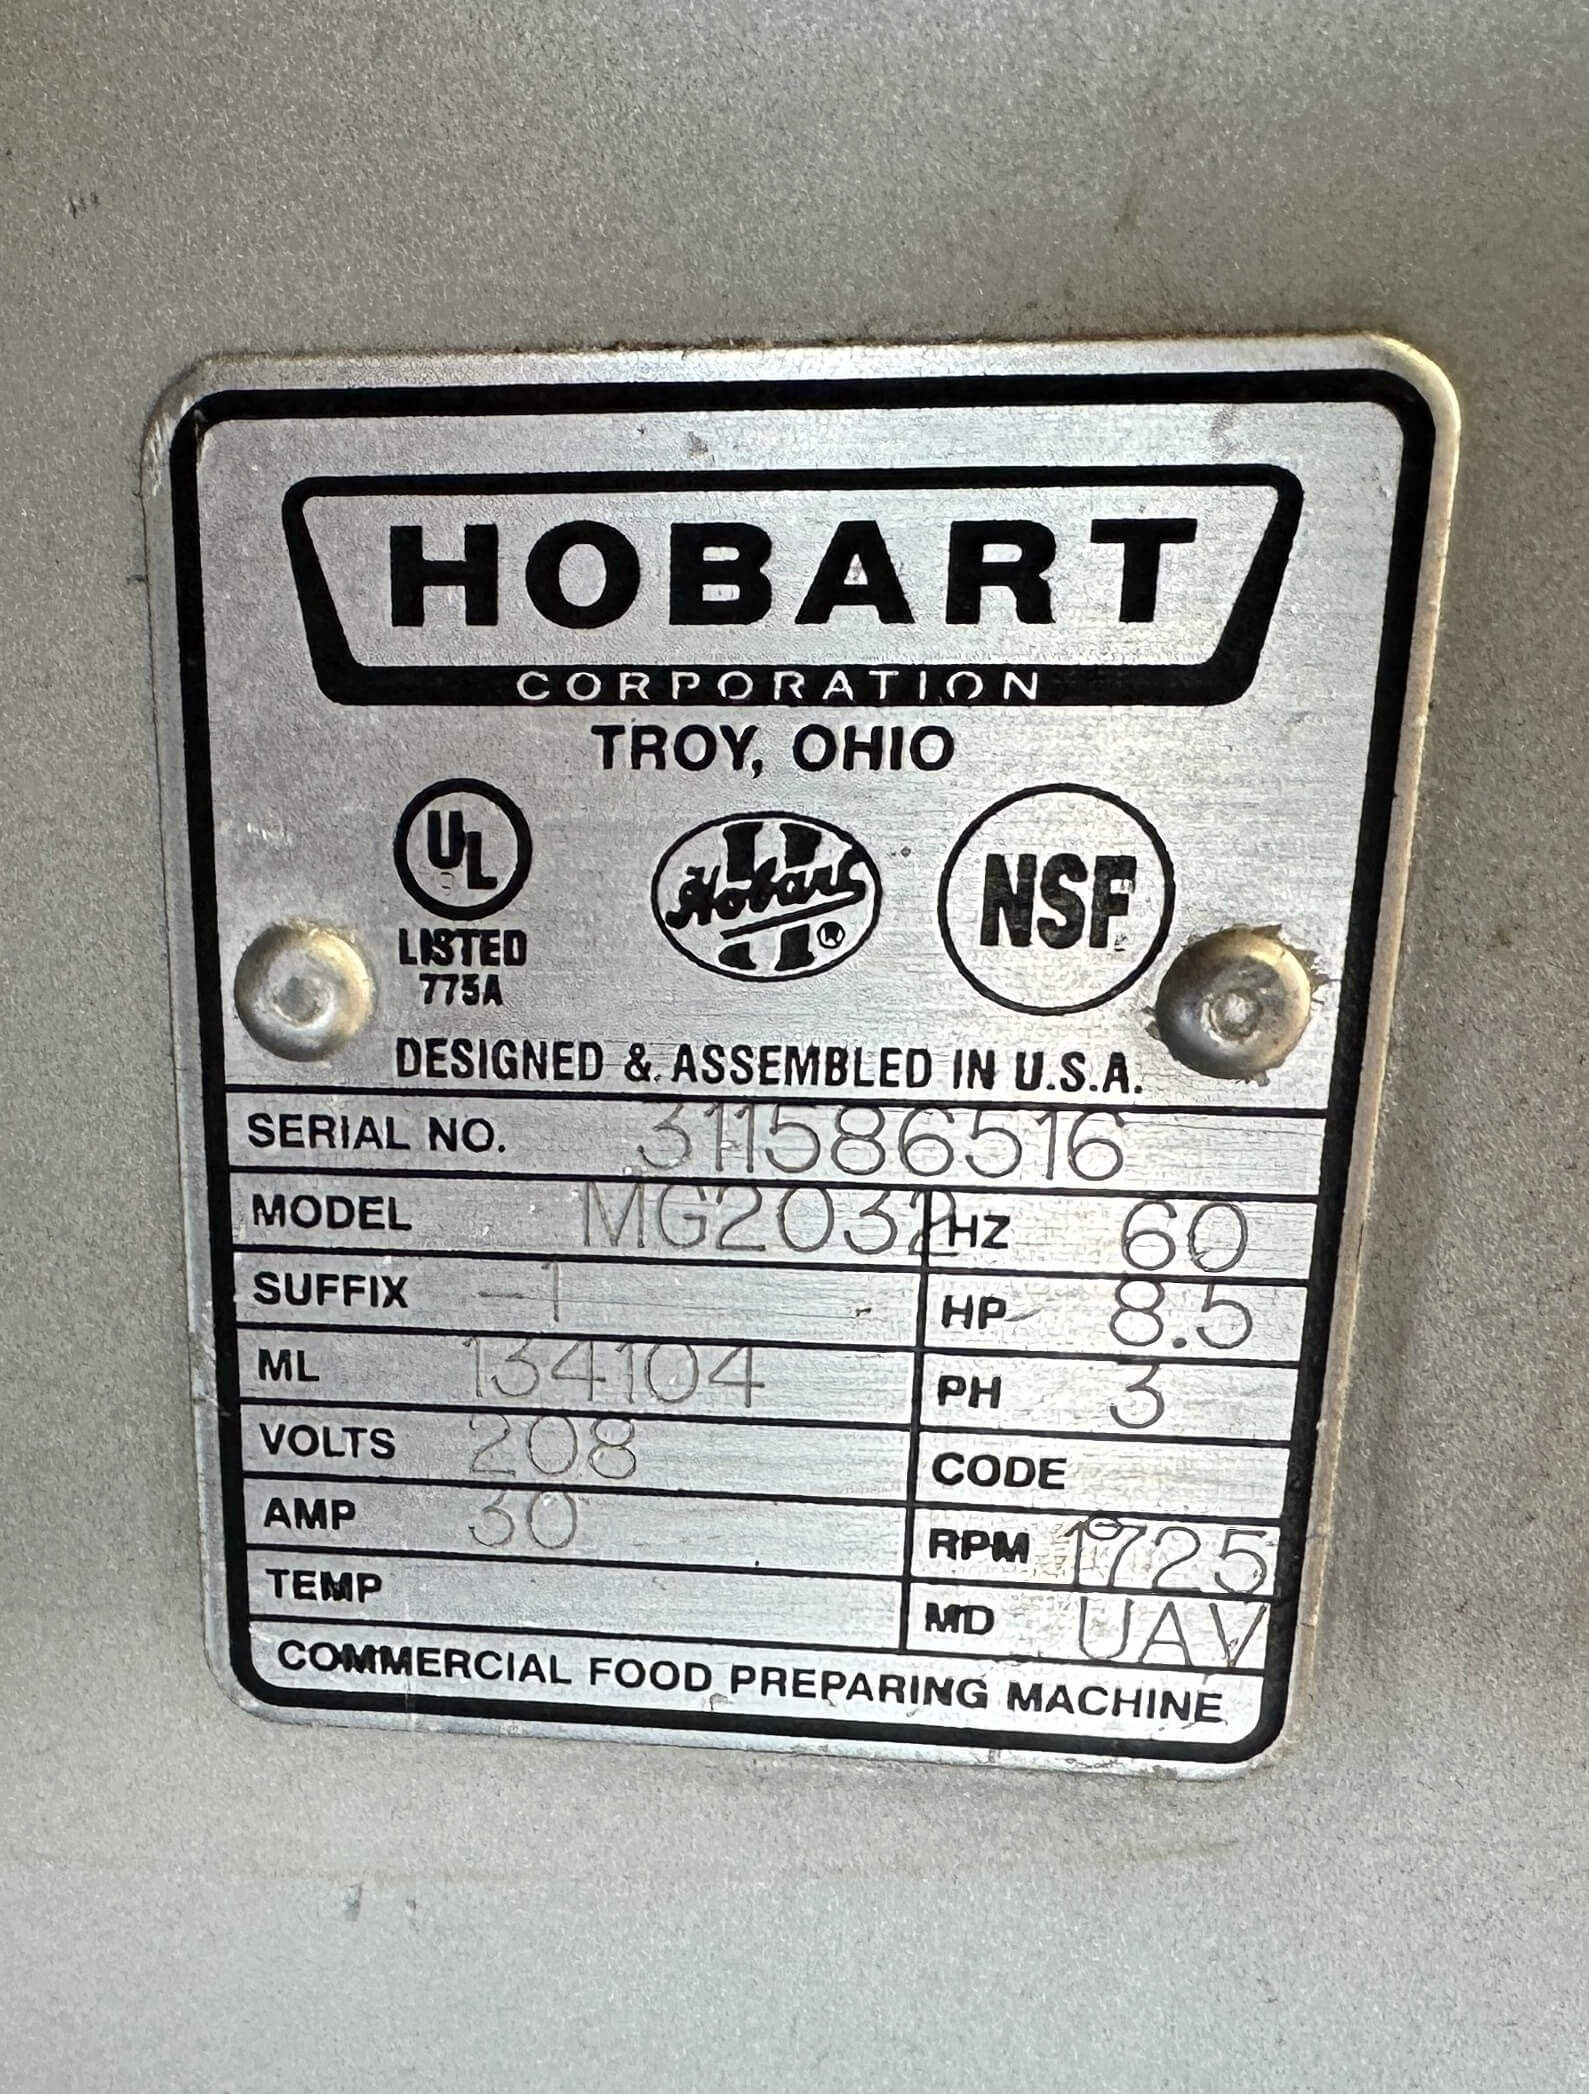 HOBART
CORPORATION
TROY, OHIO
UL
LISTED
775A
Hobart ®
NSF
DESIGNED & ASSEMBLED IN U.S.A.
SERIAL NO. 311586516
MODEL MG2032 HZ 60
SUFFIX -1 HP 8.5
ML 134104 PH 3
VOLTS 208 CODE
AMP 30 RPM 1725
TEMP MD UAV
COMMERCIAL FOOD PREPARING MACHINE